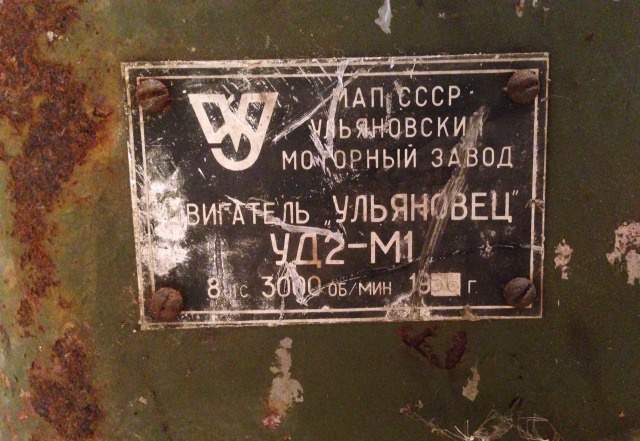 МАП СССР
УЛЬЯНОВСКИЙ
МОТОРНЫЙ ЗАВОД
ДВИГАТЕЛЬ „УЛЬЯНОВЕЦ"
УД2-М1
8 ЛС 3000 ОБ/МИН г.